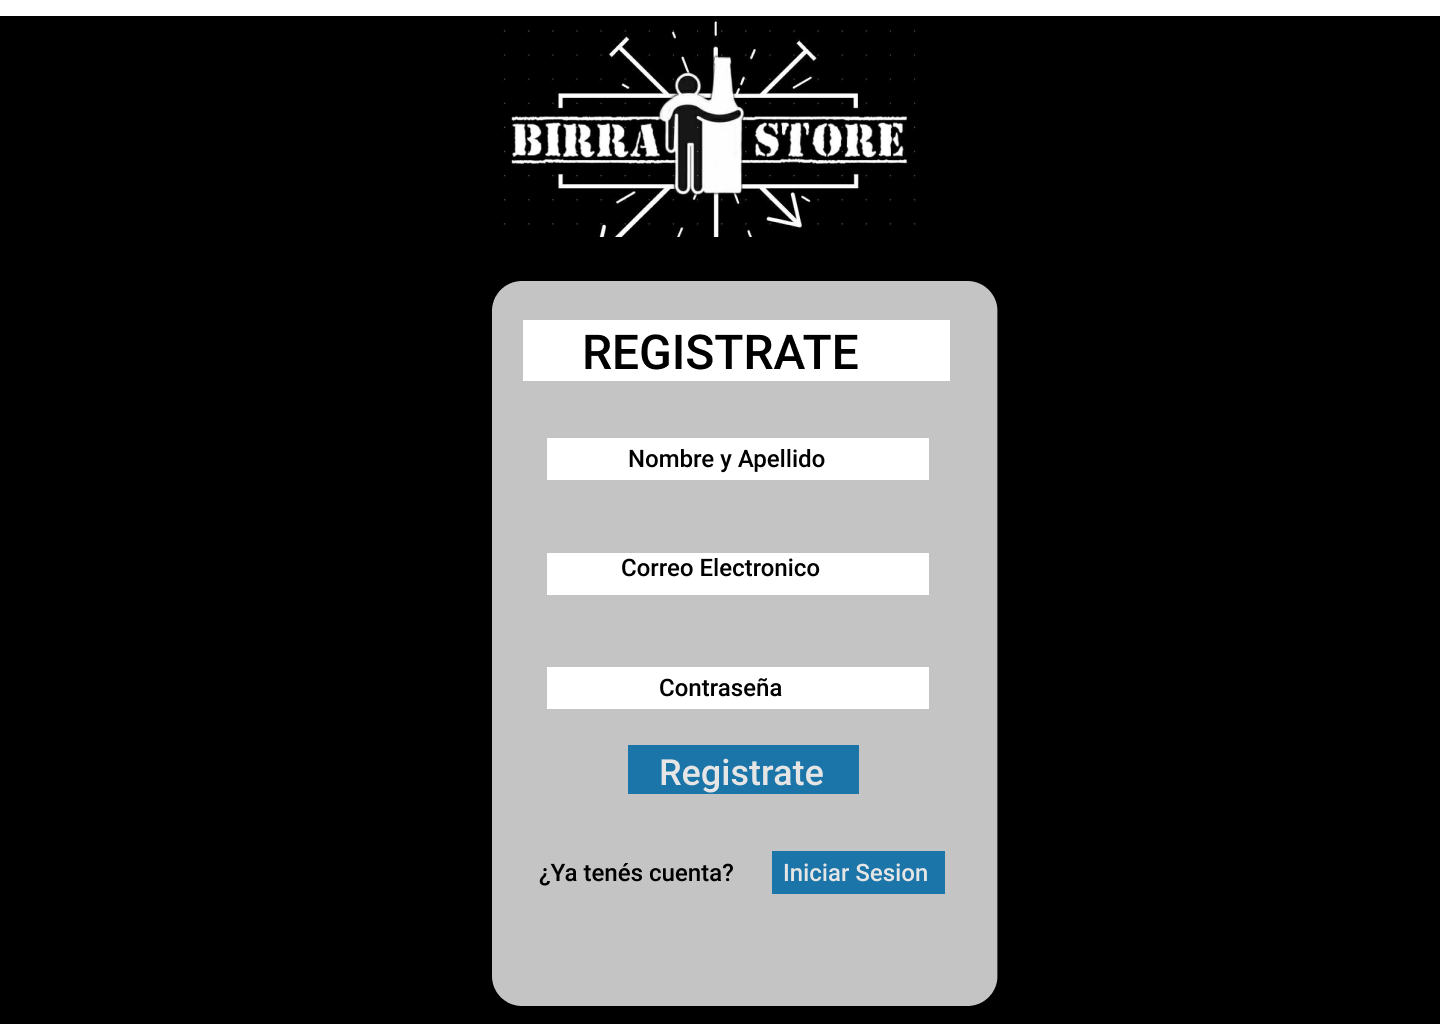 BIRRA STORE
REGISTRATE
Nombre y Apellido
Correo Electronico
Contraseña
Registrate
¿Ya tenés cuenta? Iniciar Sesion